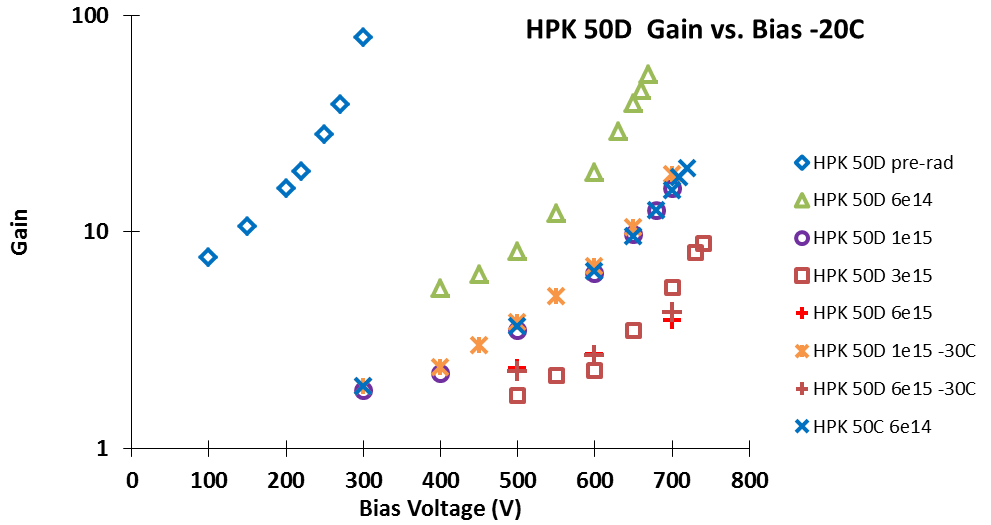 HPK 50D  Gain vs. Bias -20C
100
10
1
Gain
0 100 200 300 400 500 600 700 800
Bias Voltage (V)
HPK 50D pre-rad
HPK 50D 6e14
HPK 50D 1e15
HPK 50D 3e15
HPK 50D 6e15
HPK 50D 1e15 -30C
HPK 50D 6e15 -30C
HPK 50C 6e14